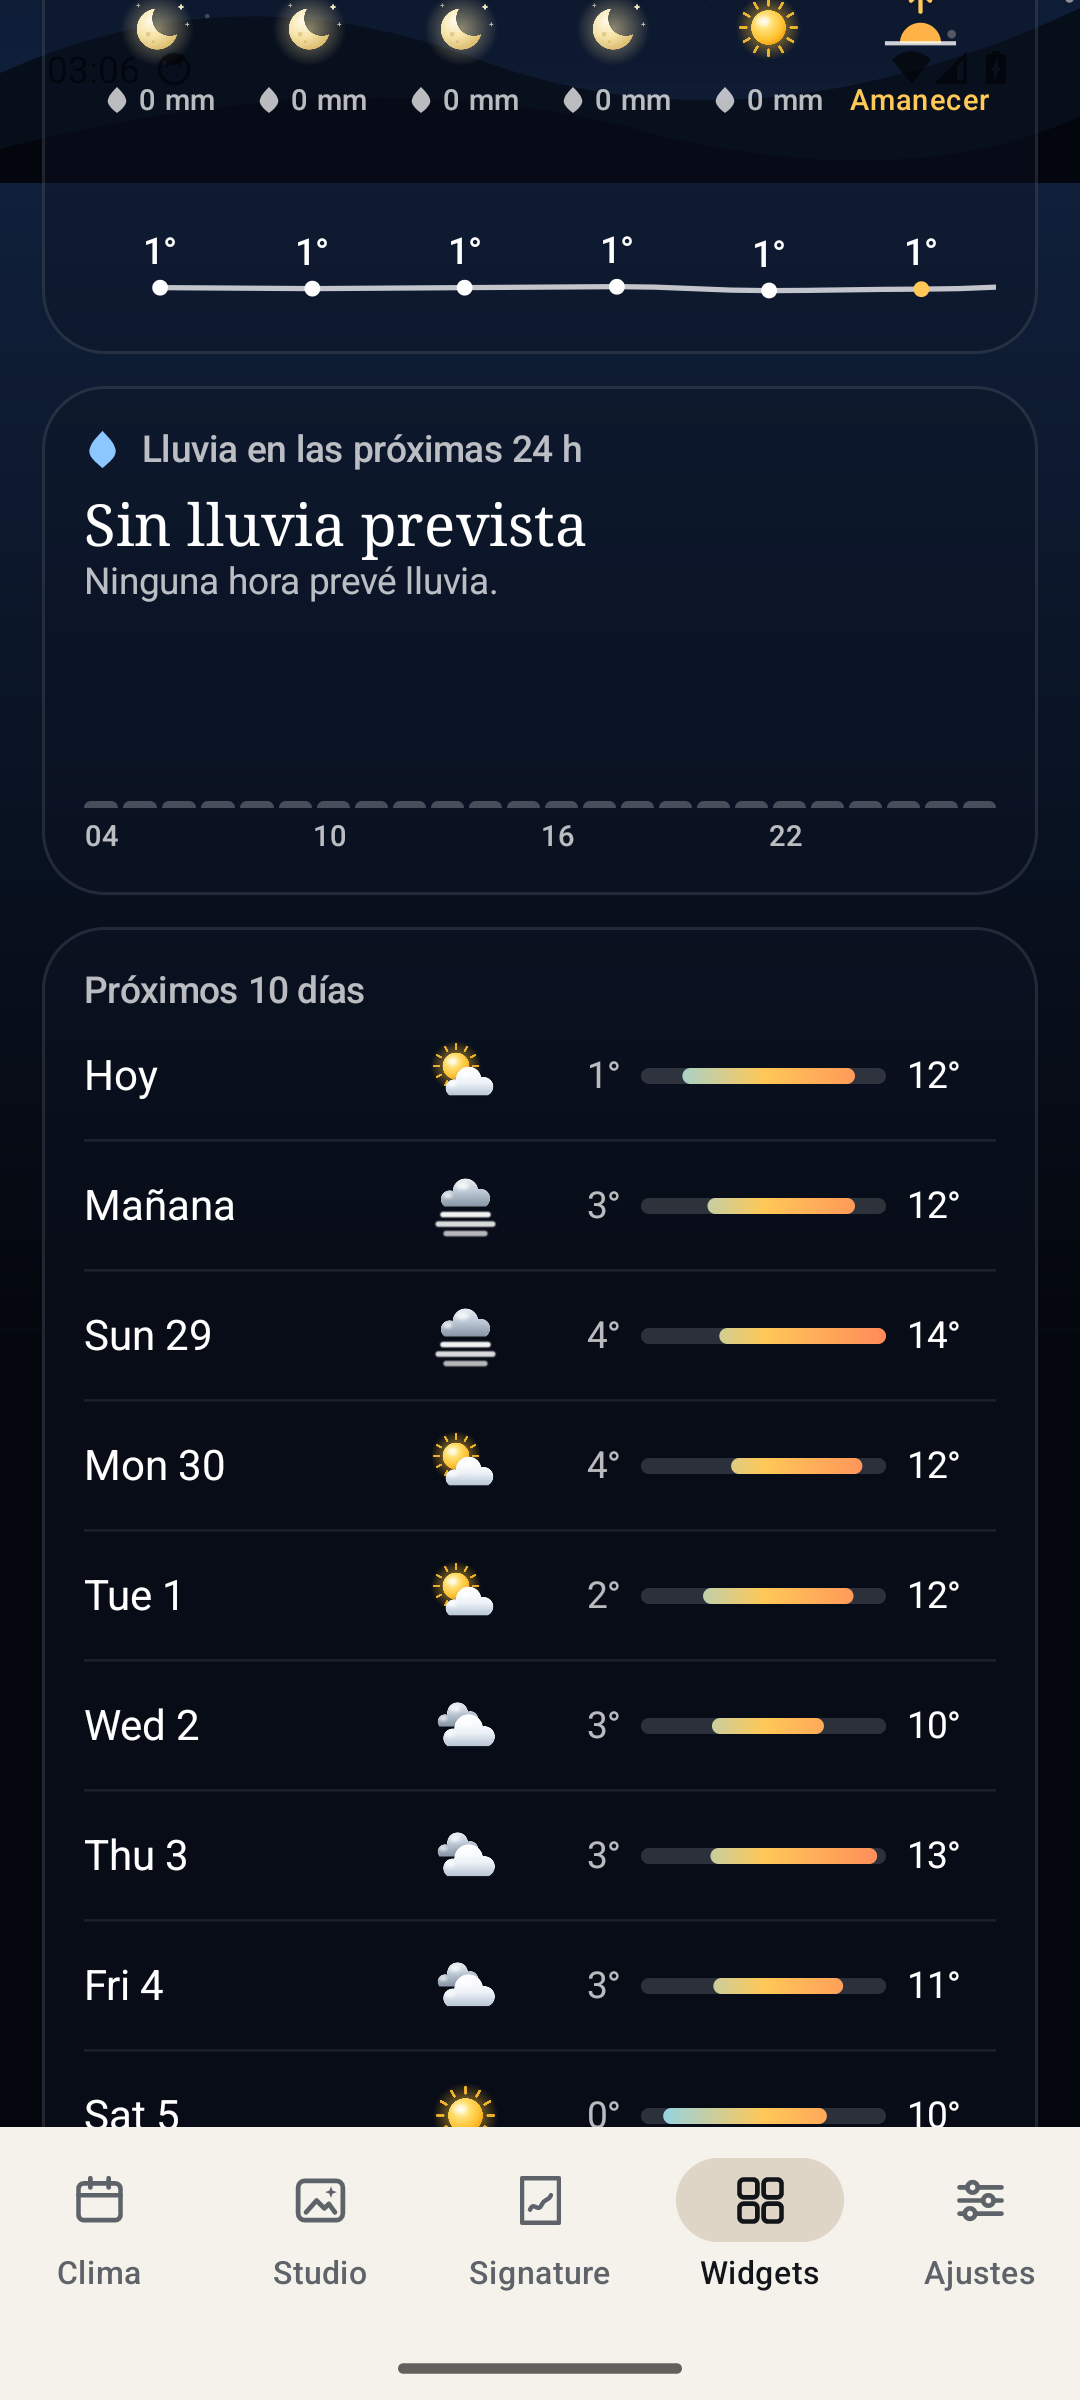 03:06
0 mm 0 mm 0 mm 0 mm 0 mm Amanecer
1° 1° 1° 1° 1° 1°
Lluvia en las próximas 24 h
Sin lluvia prevista
Ninguna hora prevé lluvia.
04 10 16 22
Próximos 10 días
Hoy 1° 12°
Mañana 3° 12°
Sun 29 4° 14°
Mon 30 4° 12°
Tue 1 2° 12°
Wed 2 3° 10°
Thu 3 3° 13°
Fri 4 3° 11°
Sat 5 0° 10°
Clima Studio Signature Widgets Ajustes